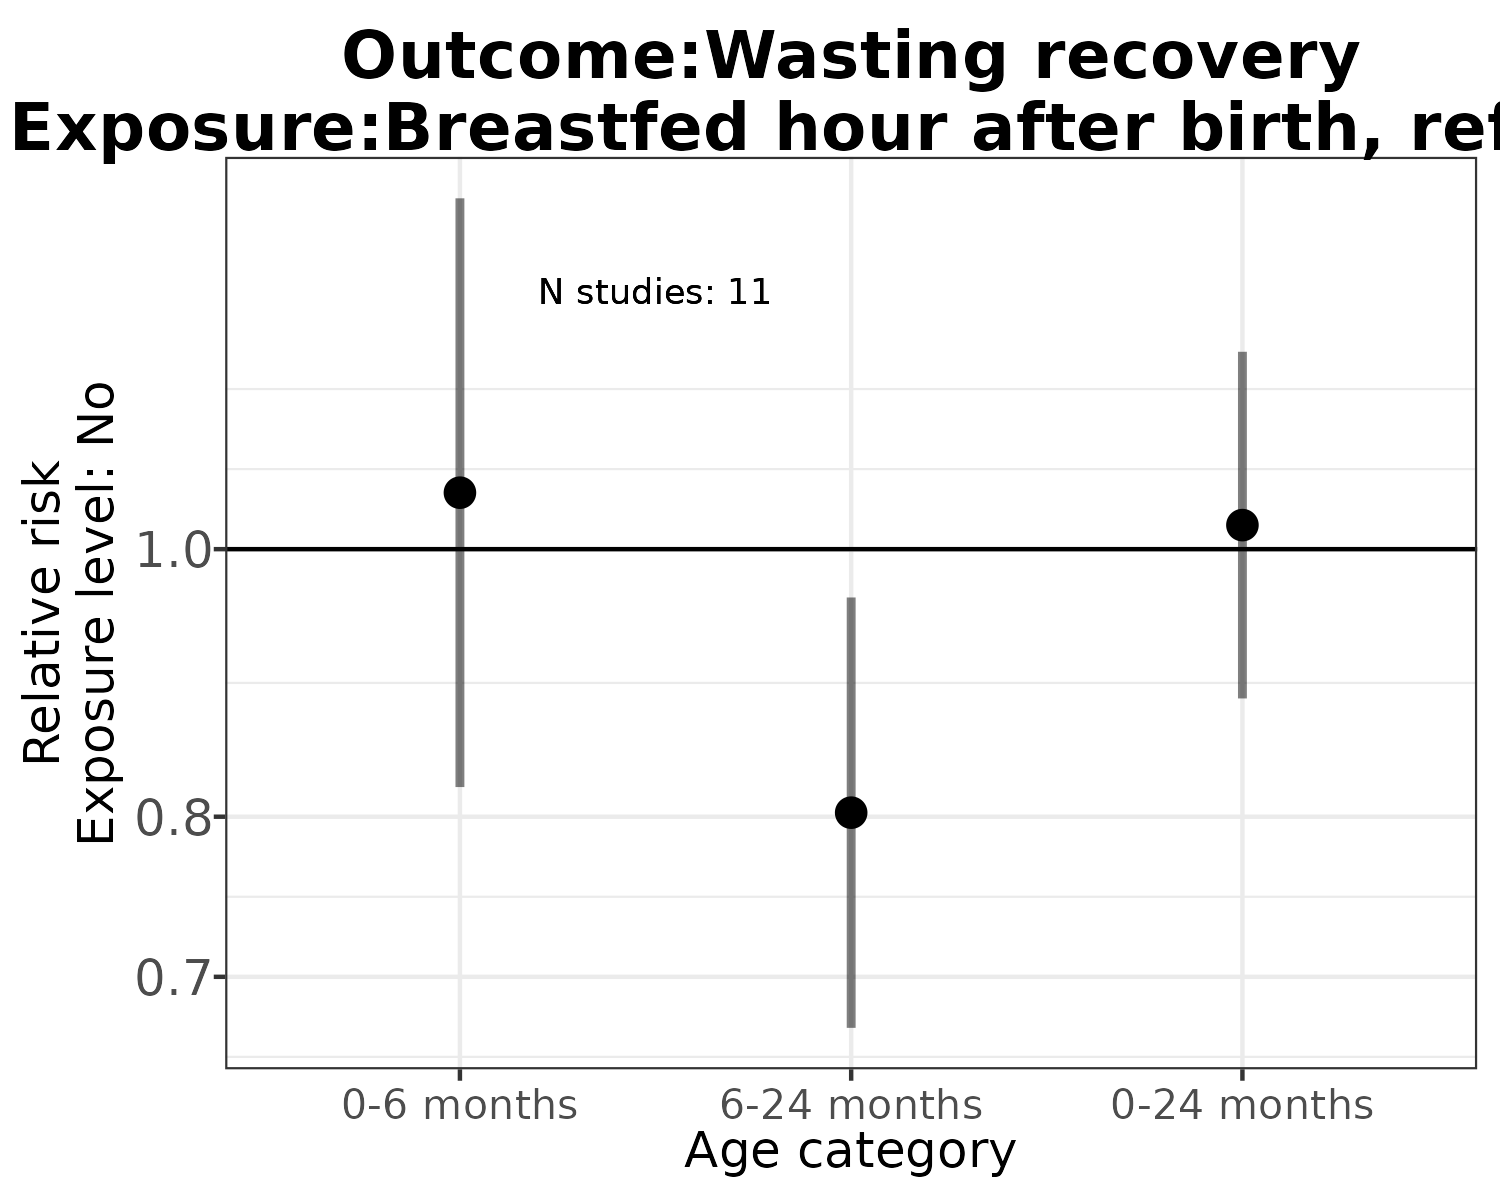 Outcome:Wasting recovery
Exposure:Breastfed hour after birth, ref
N studies: 11
Relative risk
Exposure level: No
1.0
0.8
0.7
0-6 months
6-24 months
0-24 months
Age category